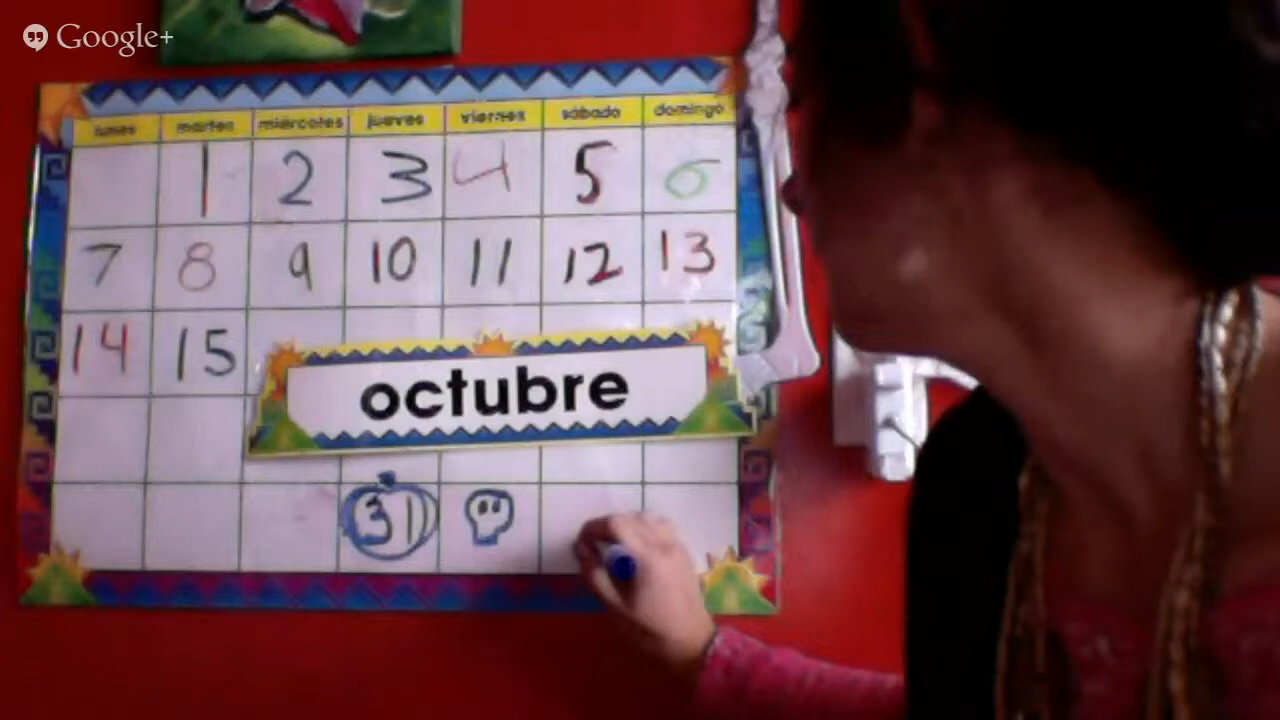 Google+
lunes martes miércoles jueves viernes sábado domingo
1 2 3 4 5 6
7 8 9 10 11 12 13
14 15
octubre
31